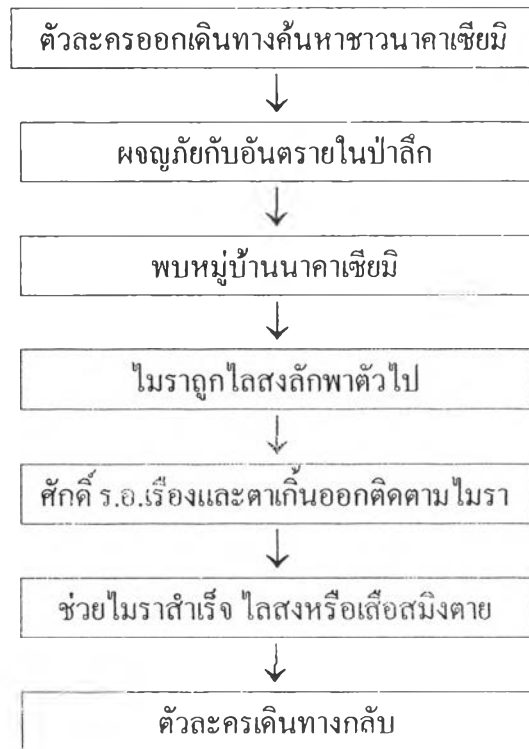 ตัวละครออกเดินทางค้นหาชาวนาคาเซียมิ
ผจญภัยกับอันตรายในป่าลึก
พบหมู่บ้านนาคาเซียมิ
ไมราถูกไลสงลักพาตัวไป
ศักดิ์ ร.อ.เรืองและตาเกิ้นออกติดตามไมรา
ช่วยไมราสำเร็จ ไลสงหรือเสือสมิงตาย
ตัวละครเดินทางกลับ